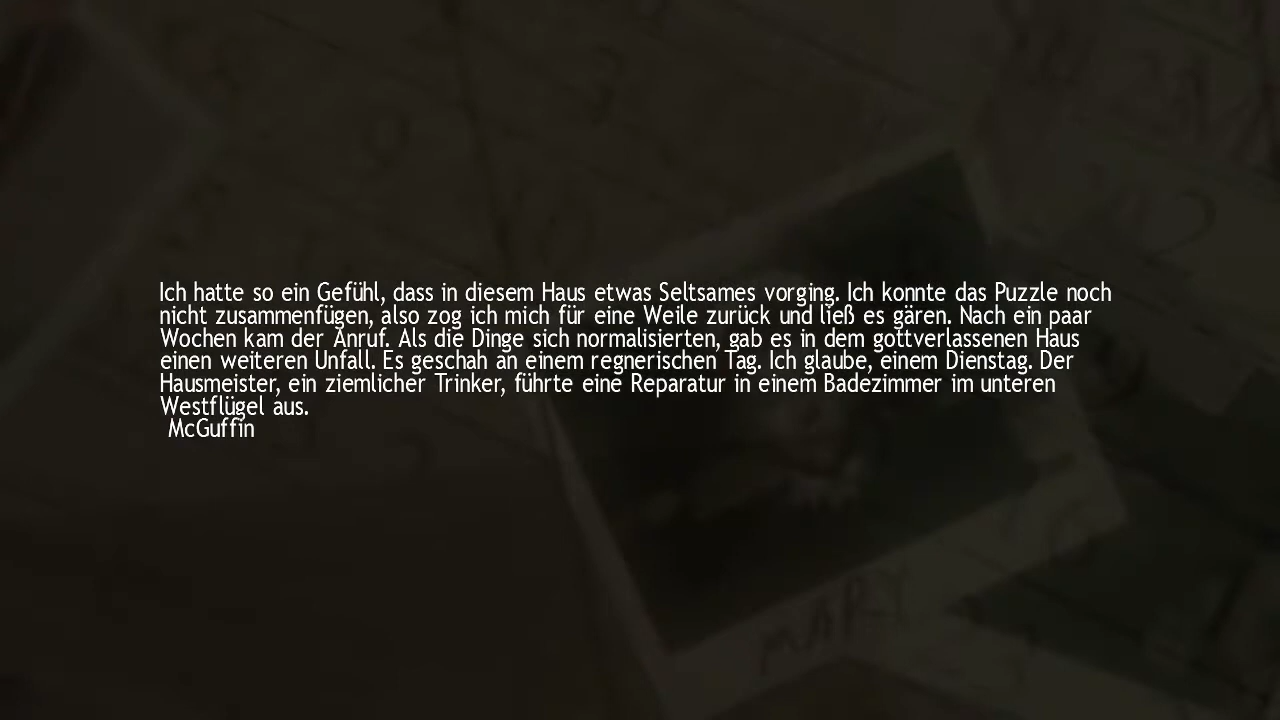 Ich hatte so ein Gefühl, dass in diesem Haus etwas Seltsames vorging. Ich konnte das Puzzle noch
nicht zusammenfügen, also zog ich mich für eine Weile zurück und ließ es gären. Nach ein paar
Wochen kam der Anruf. Als die Dinge sich normalisierten, gab es in dem gottverlassenen Haus
einen weiteren Unfall. Es geschah an einem regnerischen Tag. Ich glaube, einem Dienstag. Der
Hausmeister, ein ziemlicher Trinker, führte eine Reparatur in einem Badezimmer im unteren
Westflügel aus.
McGuffin
MARY